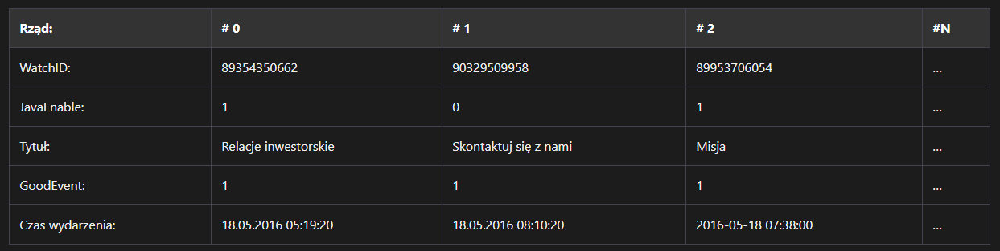 Rząd: # 0 # 1 # 2 #N
WatchID: 89354350662 90329509958 89953706054 ...
JavaEnable: 1 0 1 ...
Tytuł: Relacje inwestorskie Skontaktuj się z nami Misja ...
GoodEvent: 1 1 1 ...
Czas wydarzenia: 18.05.2016 05:19:20 18.05.2016 08:10:20 2016-05-18 07:38:00 ...